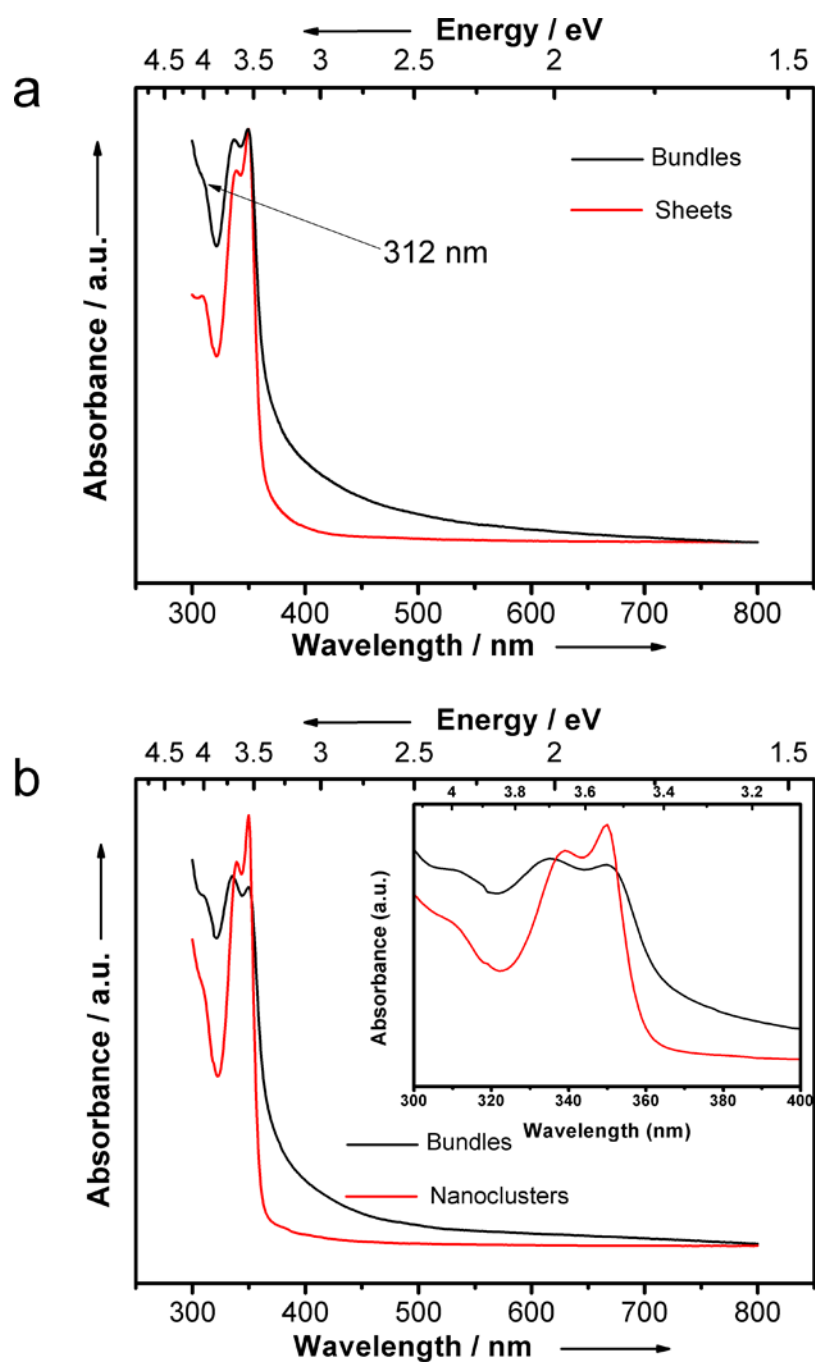 Energy / eV
4.5 4 3.5 3 2.5 2 1.5
a
Absorbance / a.u.
Bundles
Sheets
312 nm
300 400 500 600 700 800
Wavelength / nm
Energy / eV
4.5 4 3.5 3 2.5 2 1.5
b
Absorbance / a.u.
4 3.8 3.6 3.4 3.2
Absorbance (a.u.)
300 320 340 360 380 400
Wavelength (nm)
Bundles
Nanoclusters
300 400 500 600 700 800
Wavelength / nm